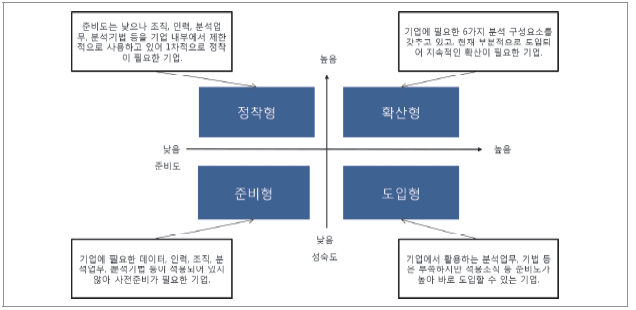 준비도는 낮으나 조직, 인력, 분석업
무, 분석기법 등을 기업 내부에서 제한
적으로 사용하고 있어 1차적으로 정착
이 필요한 기업.
기업에 필요한 6가지 분석 구성요소를
갖추고 있고, 현재 부분적으로 도입되
어 지속적인 확산이 필요한 기업.
높음
정착형
확산형
낮음
준비도
높음
준비형
도입형
낮음
성숙도
기업에 필요한 데이터, 인력, 조직, 분
석업무, 분석기법 등이 적용되어 있지
않아 사전준비가 필요한 기업.
기업에서 활용하는 분석업무, 기법 등
은 부족하지만 적용조직 등 준비도가
높아 바로 도입할 수 있는 기업.